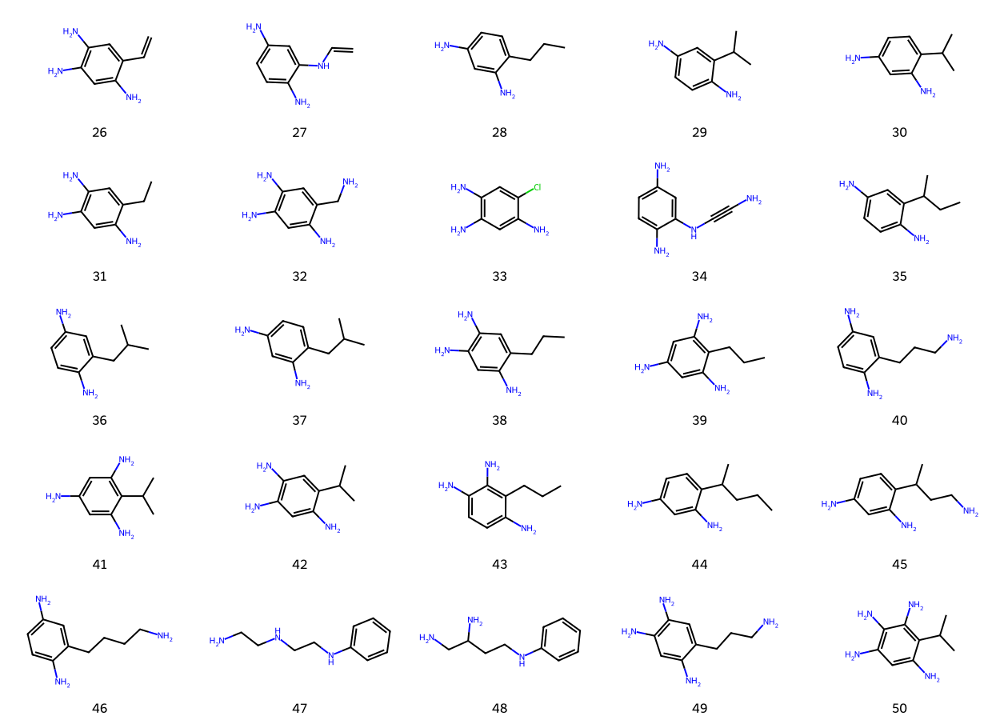 H₂N H₂N NH₂
26
H₂N NH NH₂
27
H₂N NH₂
28
H₂N NH₂
29
H₂N NH₂
30
H₂N H₂N NH₂
31
H₂N H₂N NH₂ NH₂
32
H₂N H₂N Cl NH₂
33
NH₂ NH₂ N H NH₂
34
H₂N NH₂
35
NH₂ NH₂
36
H₂N NH₂
37
H₂N H₂N NH₂
38
NH₂ H₂N NH₂
39
NH₂ NH₂ NH₂
40
NH₂ H₂N NH₂
41
H₂N H₂N NH₂
42
NH₂ H₂N NH₂
43
H₂N NH₂
44
H₂N NH₂ NH₂
45
NH₂ NH₂ NH₂
46
H₂N H N N H
47
NH₂ H₂N N H
48
NH₂ H₂N NH₂ NH₂
49
NH₂ H₂N H₂N NH₂
50